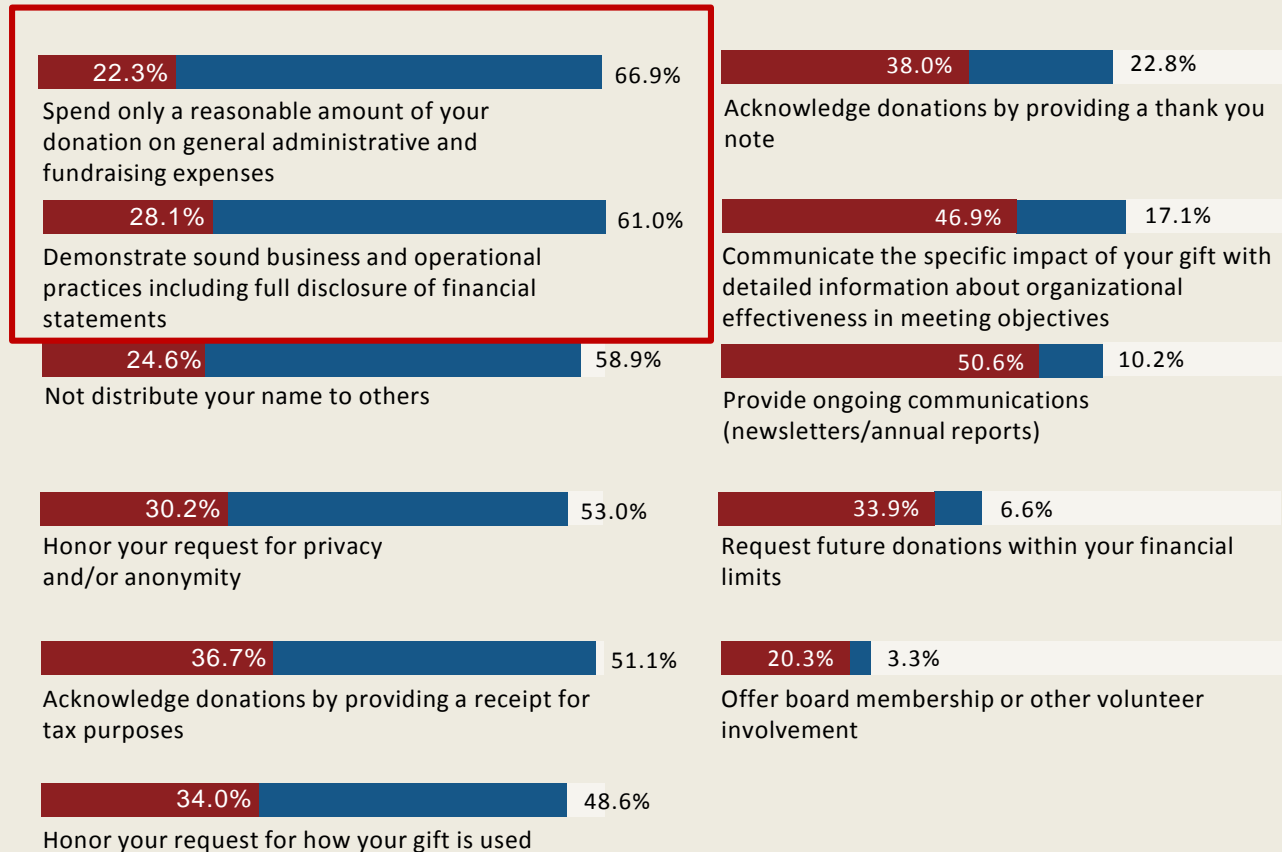 22.3% 66.9%
Spend only a reasonable amount of your
donation on general administrative and
fundraising expenses
28.1% 61.0%
Demonstrate sound business and operational
practices including full disclosure of financial
statements
24.6% 58.9%
Not distribute your name to others
30.2% 53.0%
Honor your request for privacy
and/or anonymity
36.7% 51.1%
Acknowledge donations by providing a receipt for
tax purposes
34.0% 48.6%
Honor your request for how your gift is used
38.0% 22.8%
Acknowledge donations by providing a thank you
note
46.9% 17.1%
Communicate the specific impact of your gift with
detailed information about organizational
effectiveness in meeting objectives
50.6% 10.2%
Provide ongoing communications
(newsletters/annual reports)
33.9% 6.6%
Request future donations within your financial
limits
20.3% 3.3%
Offer board membership or other volunteer
involvement